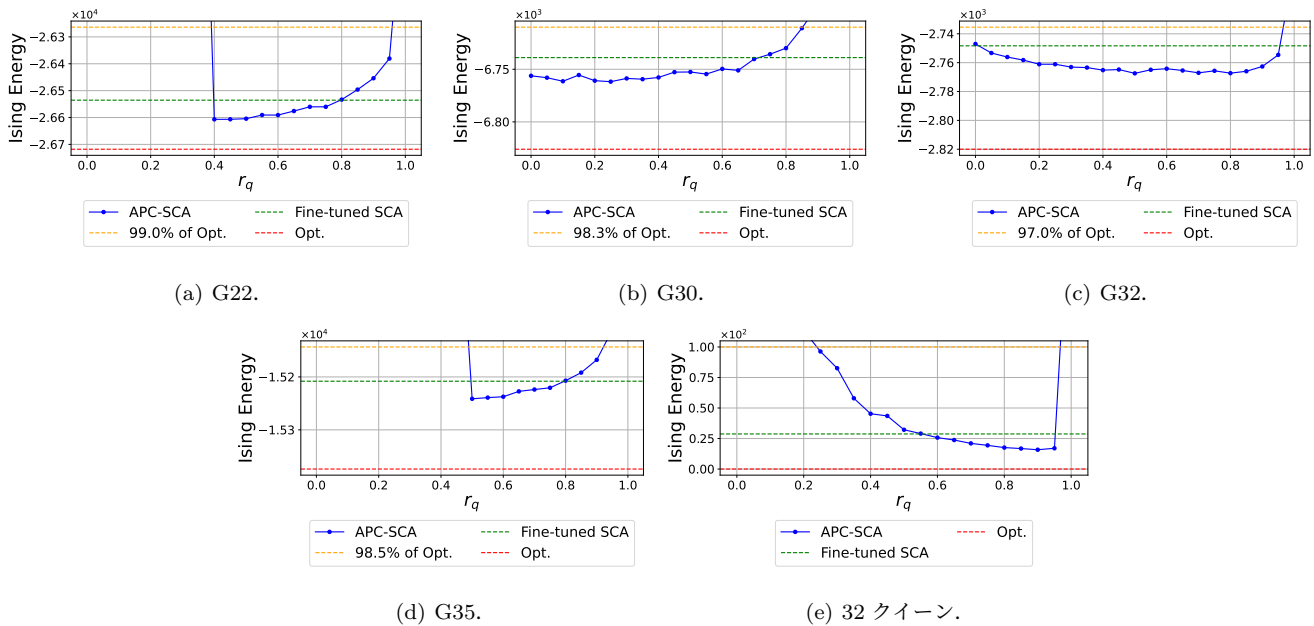 ×10⁴
−2.63
−2.64
−2.65
−2.66
−2.67
Ising Energy
0.0 0.2 0.4 0.6 0.8 1.0
r_q
APC-SCA
99.0% of Opt.
Fine-tuned SCA
Opt.
(a) G22.
×10³
−6.75
−6.80
Ising Energy
0.0 0.2 0.4 0.6 0.8 1.0
r_q
APC-SCA
98.3% of Opt.
Fine-tuned SCA
Opt.
(b) G30.
×10³
−2.74
−2.76
−2.78
−2.80
−2.82
Ising Energy
0.0 0.2 0.4 0.6 0.8 1.0
r_q
APC-SCA
97.0% of Opt.
Fine-tuned SCA
Opt.
(c) G32.
×10⁴
−1.52
−1.53
Ising Energy
0.0 0.2 0.4 0.6 0.8 1.0
r_q
APC-SCA
98.5% of Opt.
Fine-tuned SCA
Opt.
(d) G35.
×10²
1.00
0.75
0.50
0.25
0.00
Ising Energy
0.0 0.2 0.4 0.6 0.8 1.0
r_q
APC-SCA
Fine-tuned SCA
Opt.
(e) 32 クイーン.